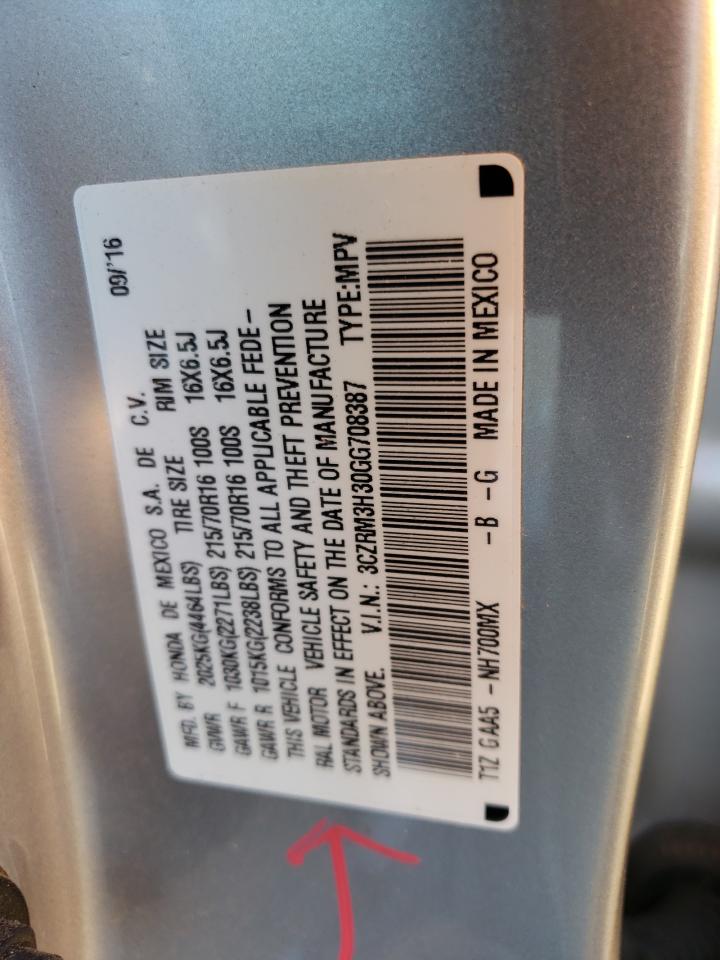 09/'16
MFD. BY HONDA DE MEXICO S.A. DE C.V.
TIRE SIZE RIM SIZE
GVWR 2025KG(4464LBS)
GAWR F 1030KG(2271LBS) 215/70R16 100S 16X6.5J
GAWR R 1015KG(2238LBS) 215/70R16 100S 16X6.5J
THIS VEHICLE CONFORMS TO ALL APPLICABLE FEDE–
RAL MOTOR VEHICLE SAFETY AND THEFT PREVENTION
STANDARDS IN EFFECT ON THE DATE OF MANUFACTURE
SHOWN ABOVE. V.I.N.: 3CZRM3H30GG708387 TYPE:MPV
T1Z GAA5 -NH700MX -B -G MADE IN MEXICO